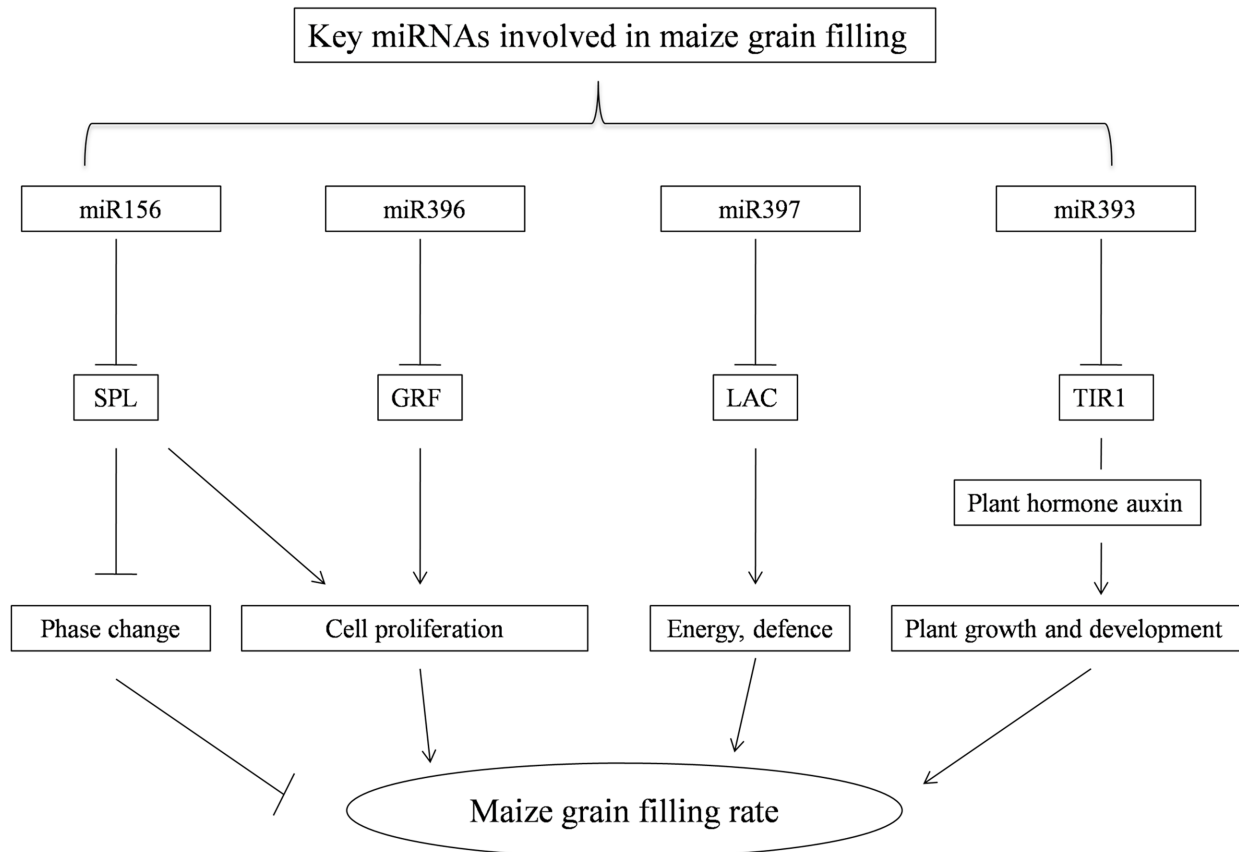 Key miRNAs involved in maize grain filling
miR156
miR396
miR397
miR393
SPL
GRF
LAC
TIR1
Plant hormone auxin
Phase change
Cell proliferation
Energy, defence
Plant growth and development
Maize grain filling rate